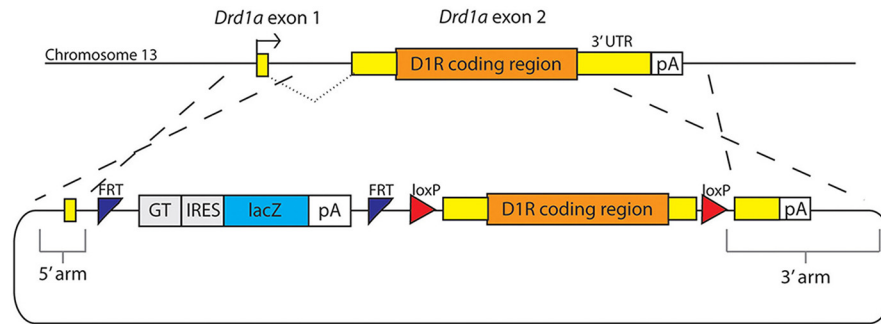 Drd1a exon 1
Drd1a exon 2
Chromosome 13
3' UTR
D1R coding region
pA
FRT
GT
IRES
lacZ
pA
FRT
loxP
D1R coding region
loxP
pA
5' arm
3' arm